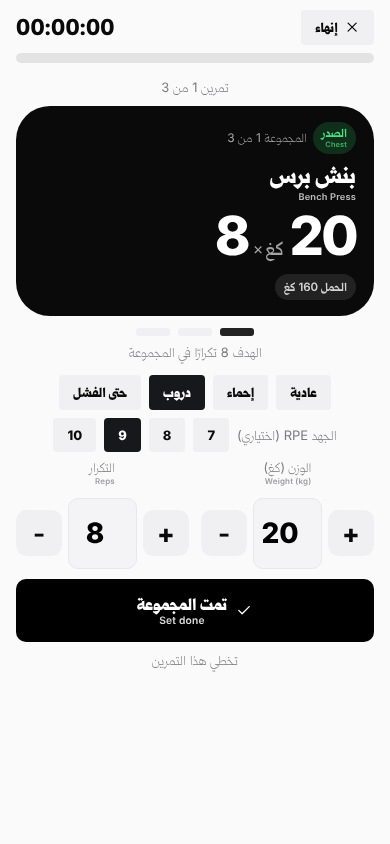 إنهاء
00:00:00
تمرين 1 من 3
الصدر
Chest
المجموعة 1 من 3
بنش برس
Bench Press
20 كغ × 8
الحمل 160 كغ
الهدف 8 تكرارًا في المجموعة
عادية إحماء دروب حتى الفشل
الجهد RPE (اختياري) 7 8 9 10
الوزن (كغ) التكرار
Weight (kg) Reps
+ 20 - + 8 -
تمت المجموعة
Set done
تخطي هذا التمرين